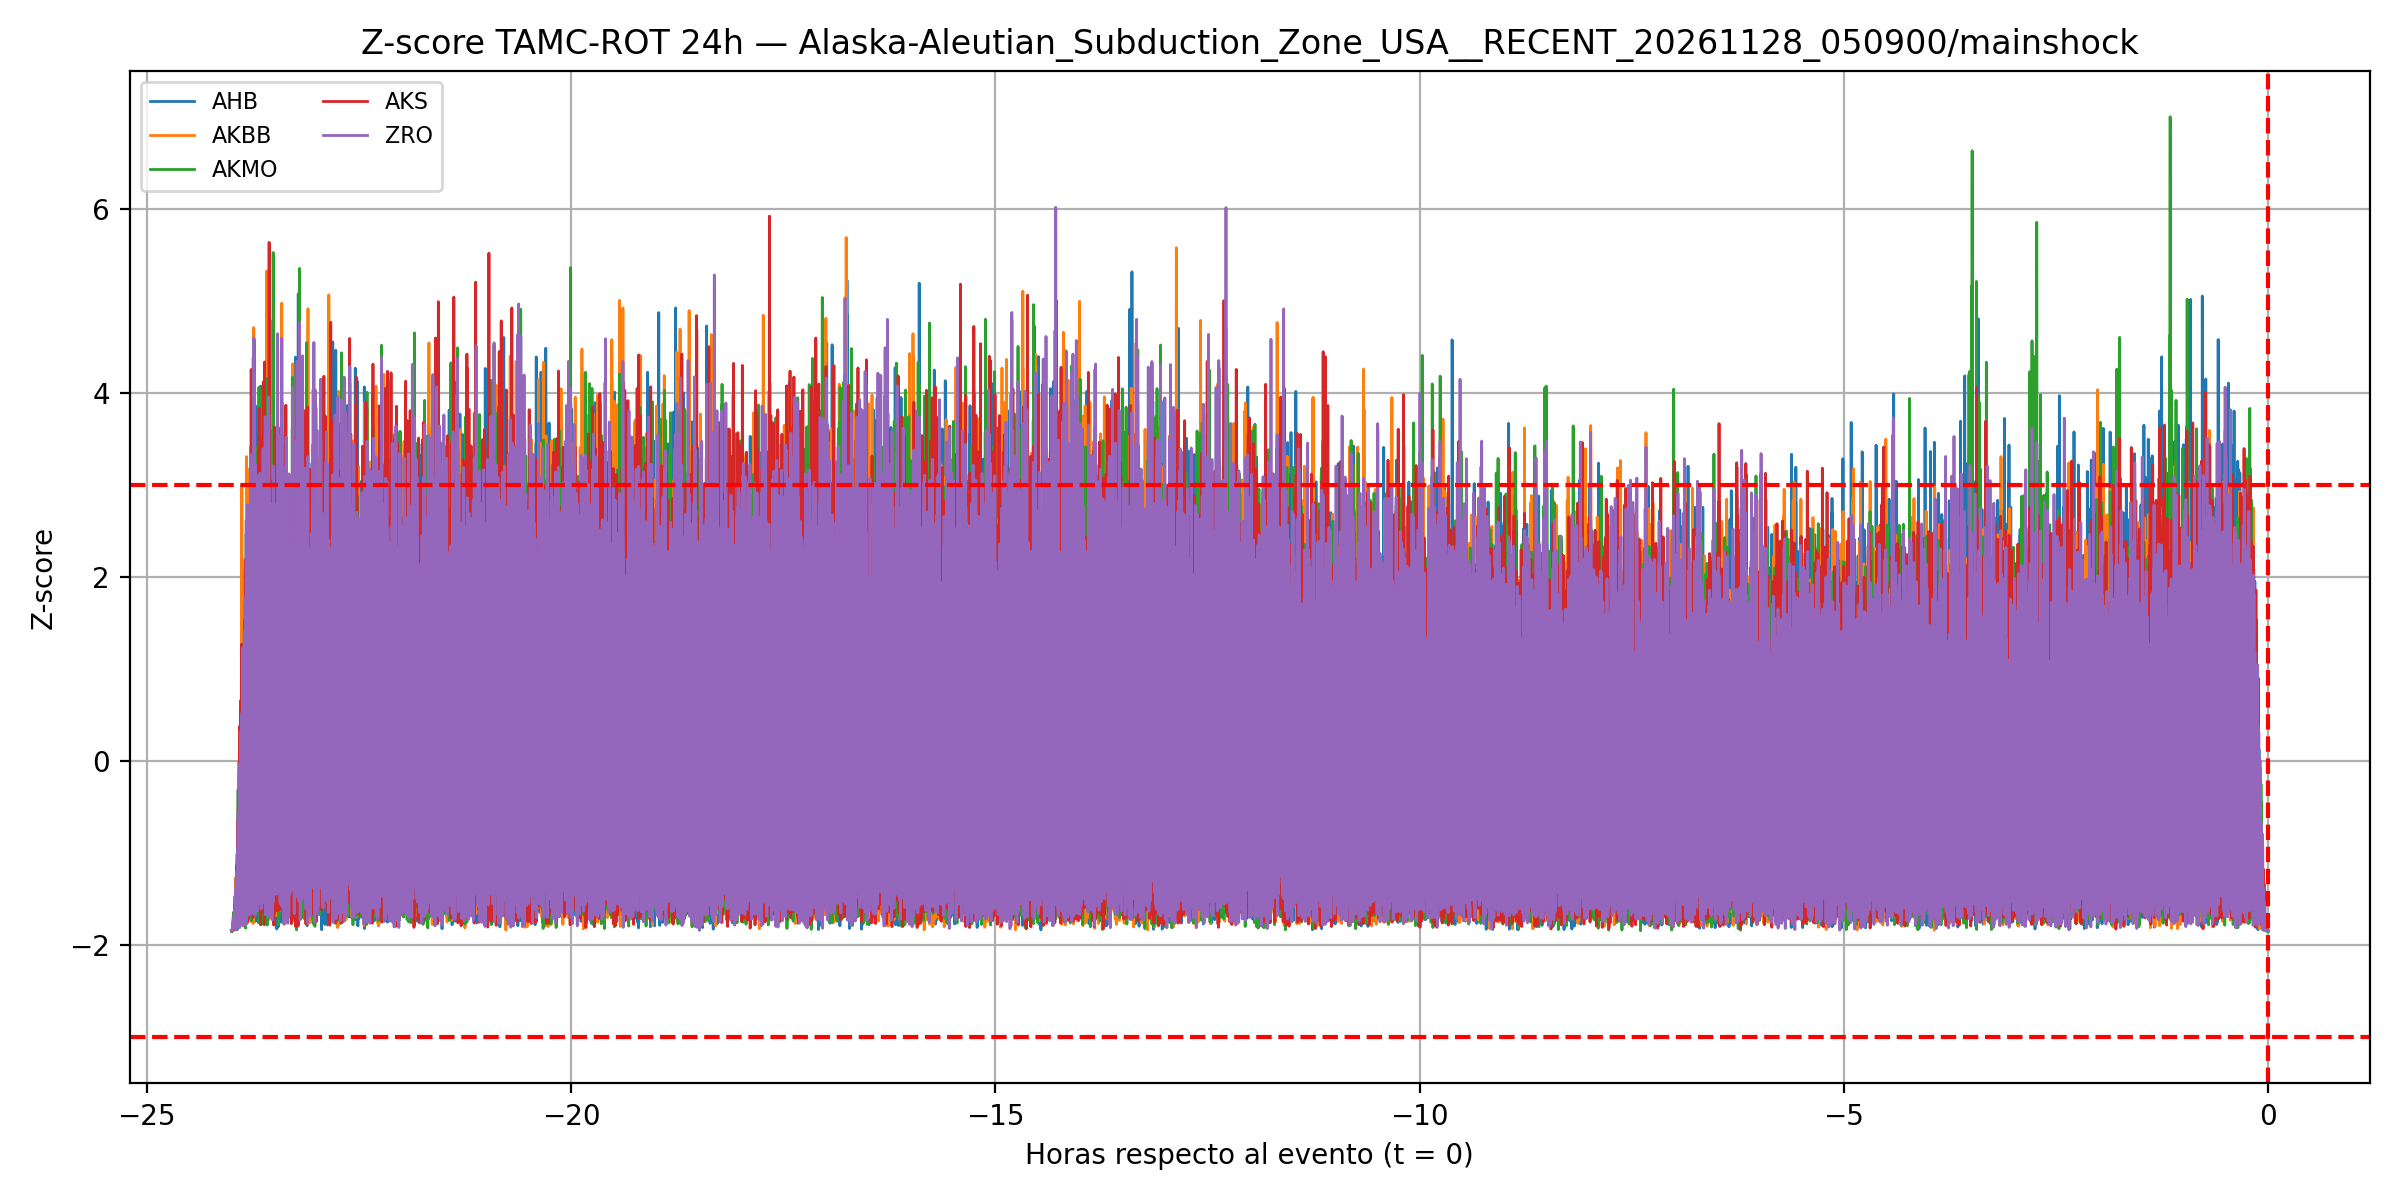 Z-score TAMC-ROT 24h — Alaska-Aleutian_Subduction_Zone_USA__RECENT_20261128_050900/mainshock
AHB
AKBB
AKMO
AKS
ZRO
6
4
2
0
−2
Z-score
−25
−20
−15
−10
−5
0
Horas respecto al evento (t = 0)